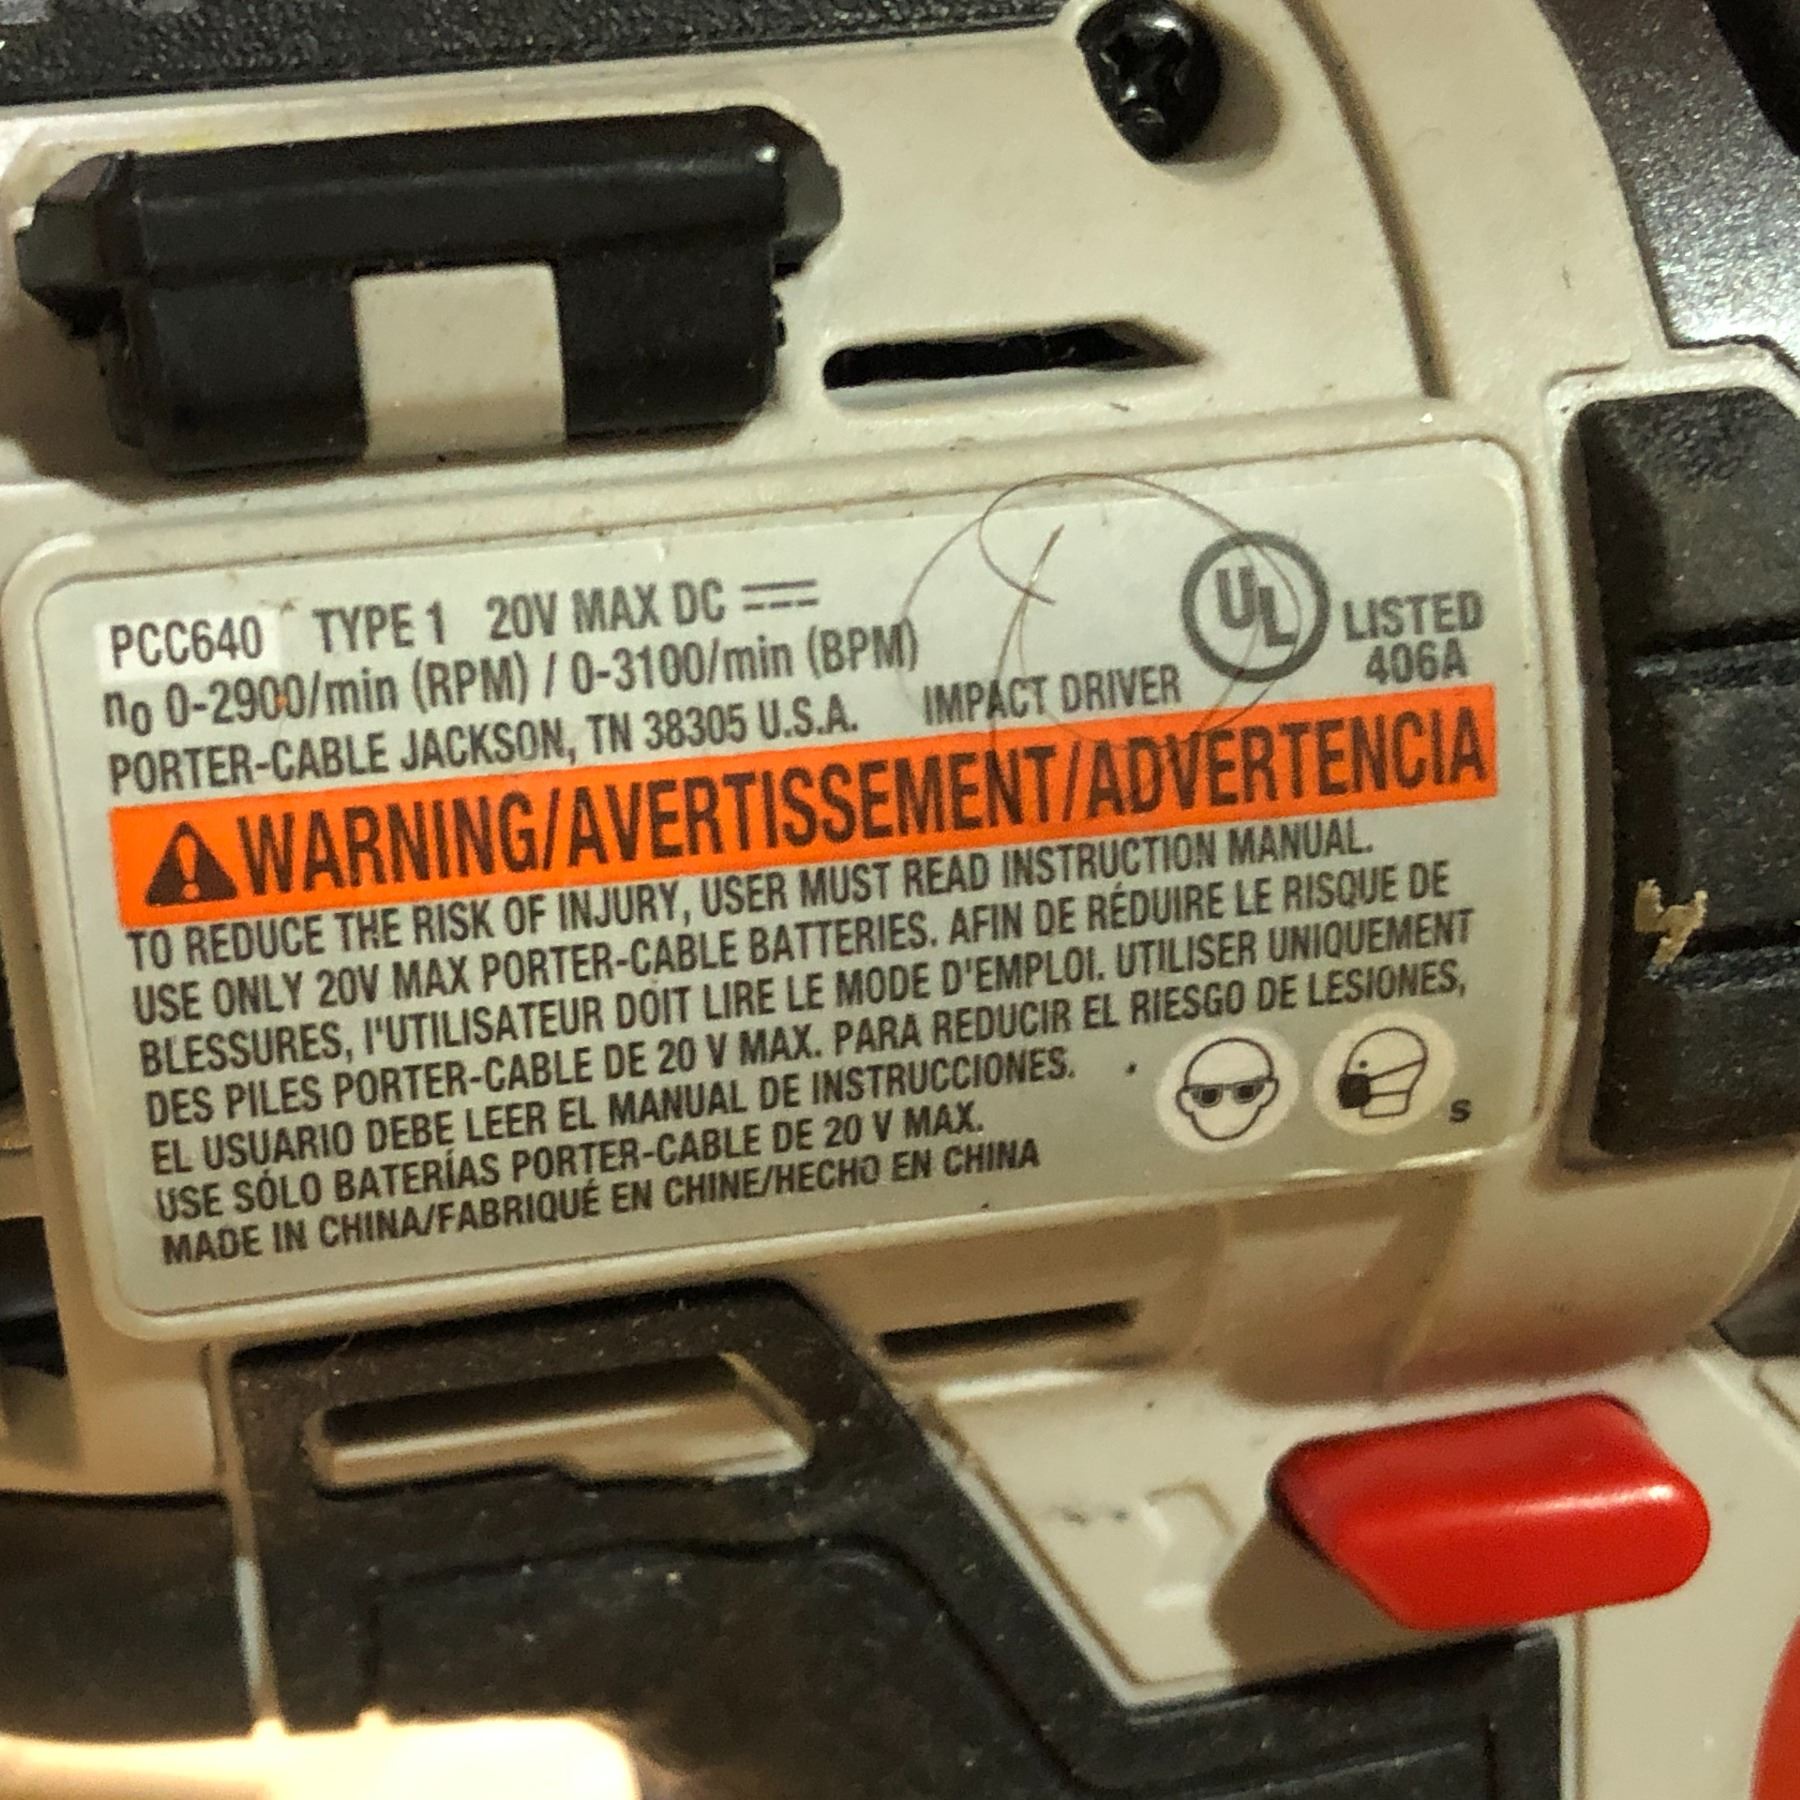 PCC640 TYPE 1 20V MAX DC
no 0-2900/min (RPM) / 0-3100/min (BPM)
PORTER-CABLE JACKSON, TN 38305 U.S.A. IMPACT DRIVER
UL LISTED
406A
WARNING/AVERTISSEMENT/ADVERTENCIA
TO REDUCE THE RISK OF INJURY, USER MUST READ INSTRUCTION MANUAL.
USE ONLY 20V MAX PORTER-CABLE BATTERIES. AFIN DE RÉDUIRE LE RISQUE DE
BLESSURES, l'UTILISATEUR DOIT LIRE LE MODE D'EMPLOI. UTILISER UNIQUEMENT
DES PILES PORTER-CABLE DE 20 V MAX. PARA REDUCIR EL RIESGO DE LESIONES,
EL USUARIO DEBE LEER EL MANUAL DE INSTRUCCIONES.
USE SÓLO BATERÍAS PORTER-CABLE DE 20 V MAX.
MADE IN CHINA/FABRIQUÉ EN CHINE/HECHO EN CHINA
S